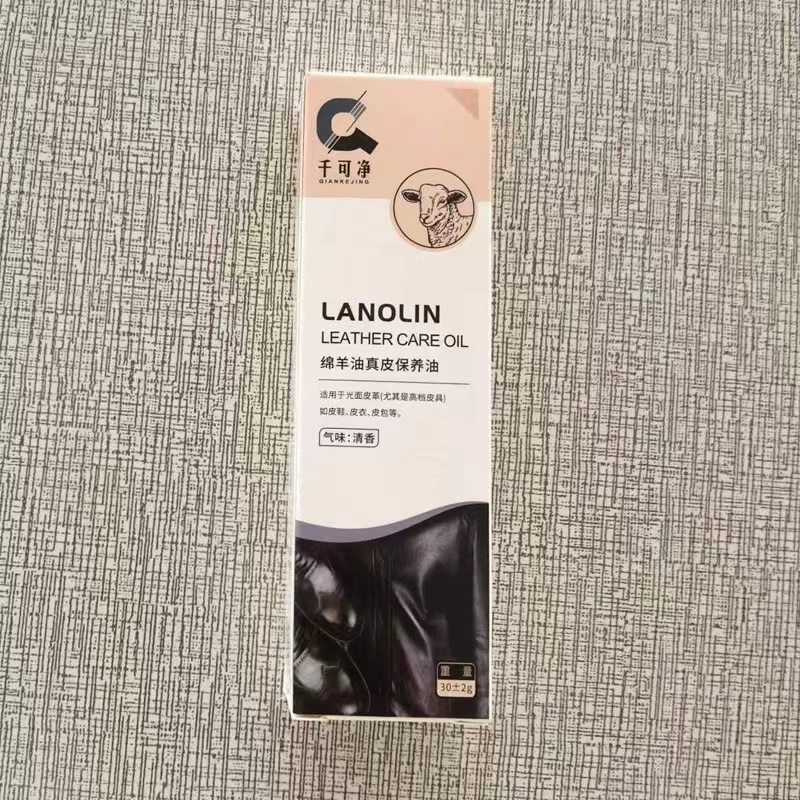 千可净
QIANKEJING
LANOLIN
LEATHER CARE OIL
绵羊油真皮保养油
适用于光面皮革(尤其是高档皮具)
如皮鞋、皮衣、皮包等。
气味：清香
重 量
30±2g